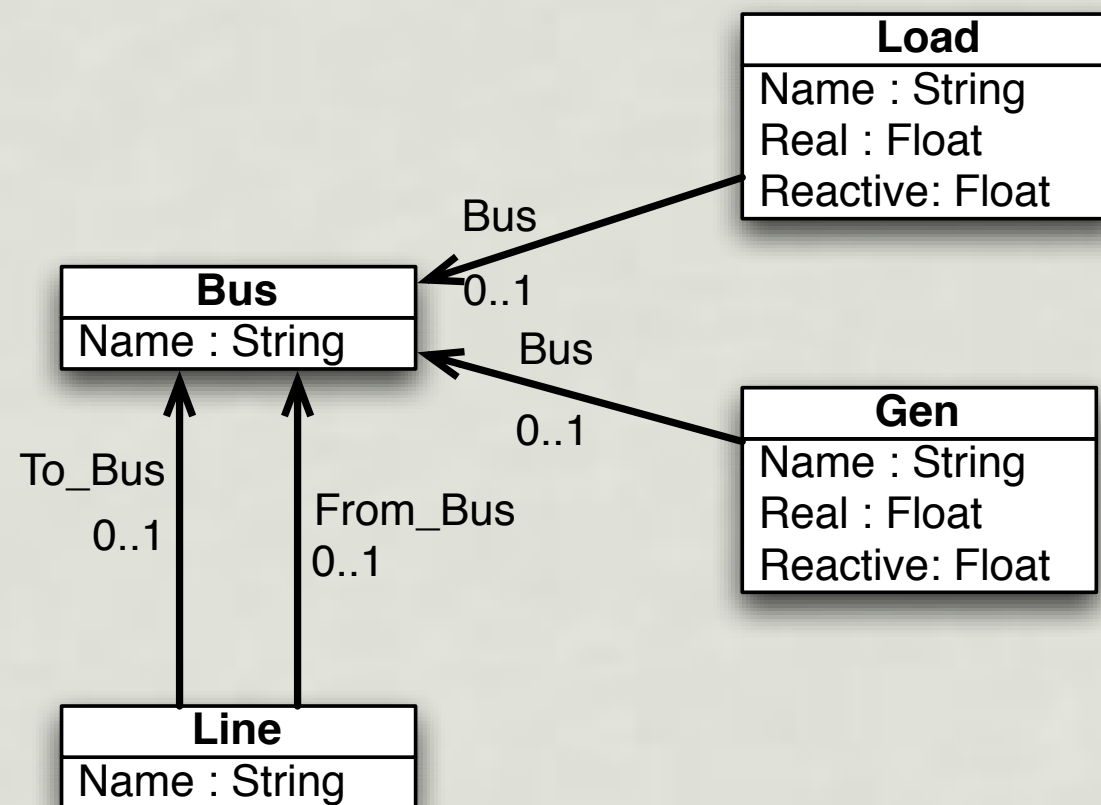 Load
Name : String
Real : Float
Reactive: Float
Bus
0..1
Bus
Name : String
Bus
0..1
Gen
Name : String
Real : Float
Reactive: Float
To_Bus
0..1
From_Bus
0..1
Line
Name : String